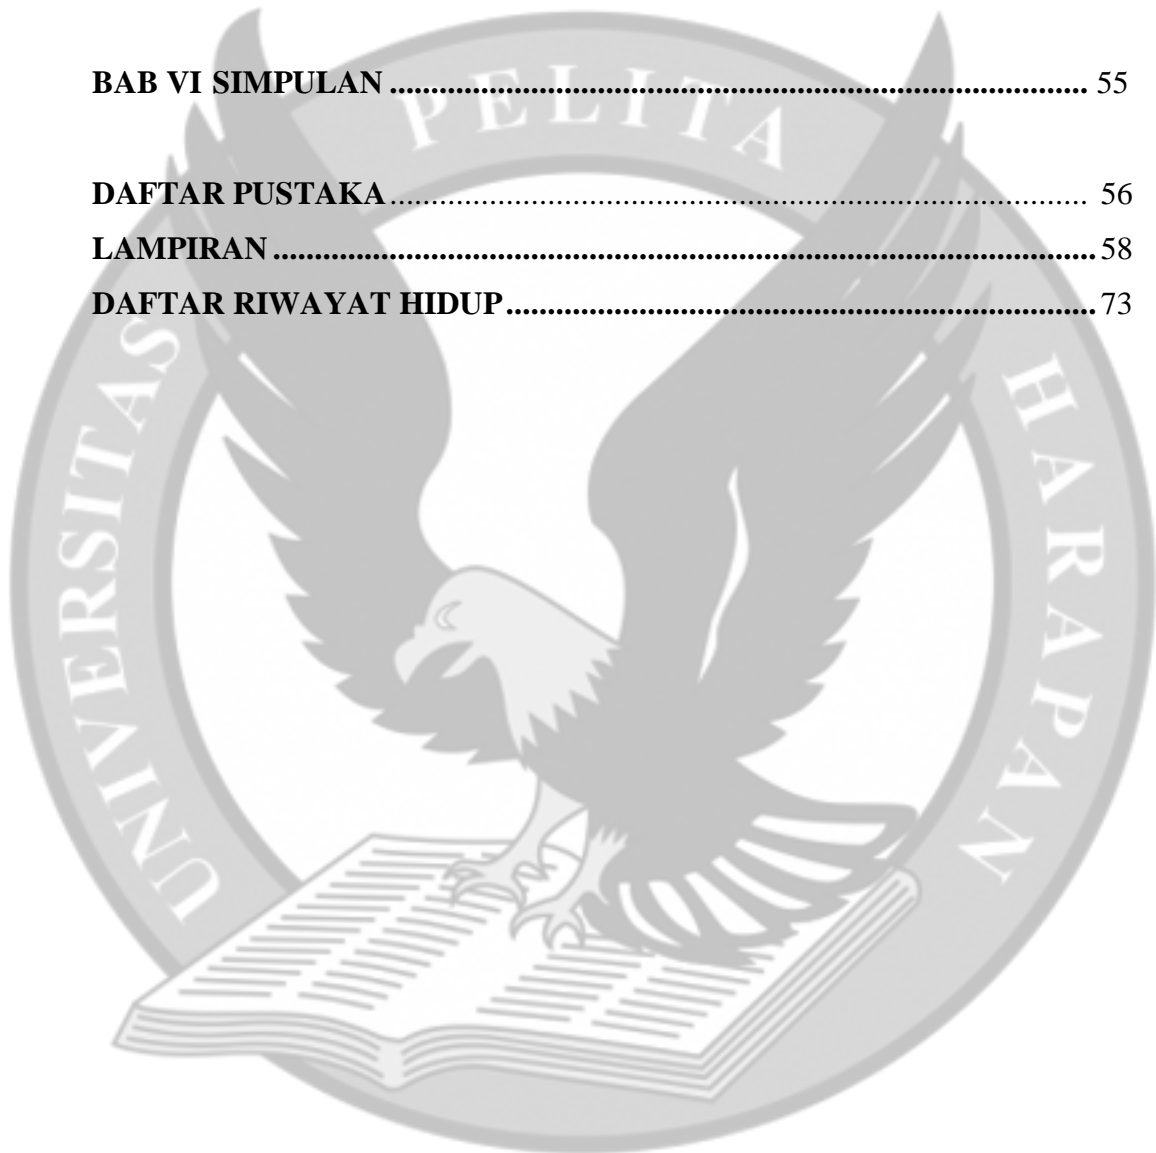 BAB VI SIMPULAN ........................................................................................ 55
DAFTAR PUSTAKA........................................................................................ 56
LAMPIRAN ..................................................................................................... 58
DAFTAR RIWAYAT HIDUP......................................................................... 73
UNIVERSITAS PELITA HARAPAN